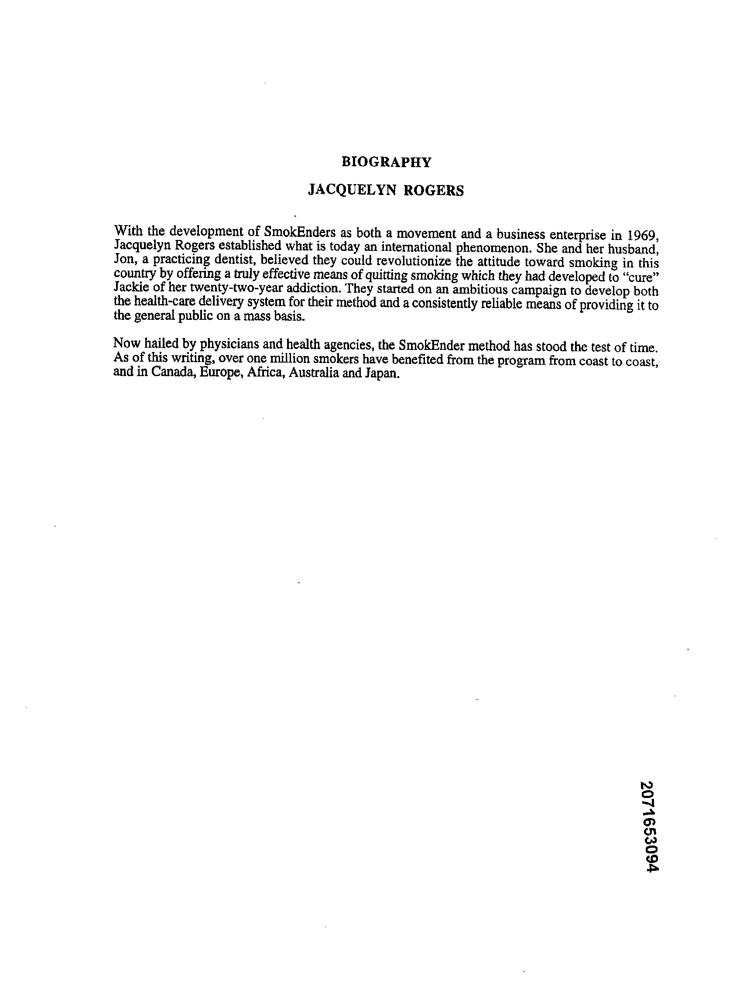 BIOGRAPHY
JACQUELYN ROGERS
With the development of SmokEnders as both a movement and a business enterprise in 1969,
Jacquelyn Rogers established what is today an international phenomenon. She and her husband,
Jon, a practicing dentist, believed they could revolutionize the attitude toward smoking in this
country by offering a truly effective means of quitting smoking which they had developed to “cure”
Jackie of her twenty-two-year addiction. They started on an ambitious campaign to develop both
the health-care delivery system for their method and a consistently reliable means of providing it to
the general public on a mass basis.
Now hailed by physicians and health agencies, the SmokEnder method has stood the test of time.
As of this writing, over one million smokers have benefited from the program from coast to coast,
and in Canada, Europe, Africa, Australia and Japan.
2071653094